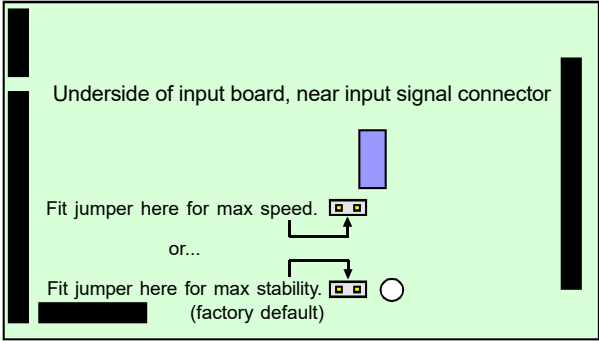 Underside of input board, near input signal connector
Fit jumper here for max speed.
or...
Fit jumper here for max stability.
(factory default)